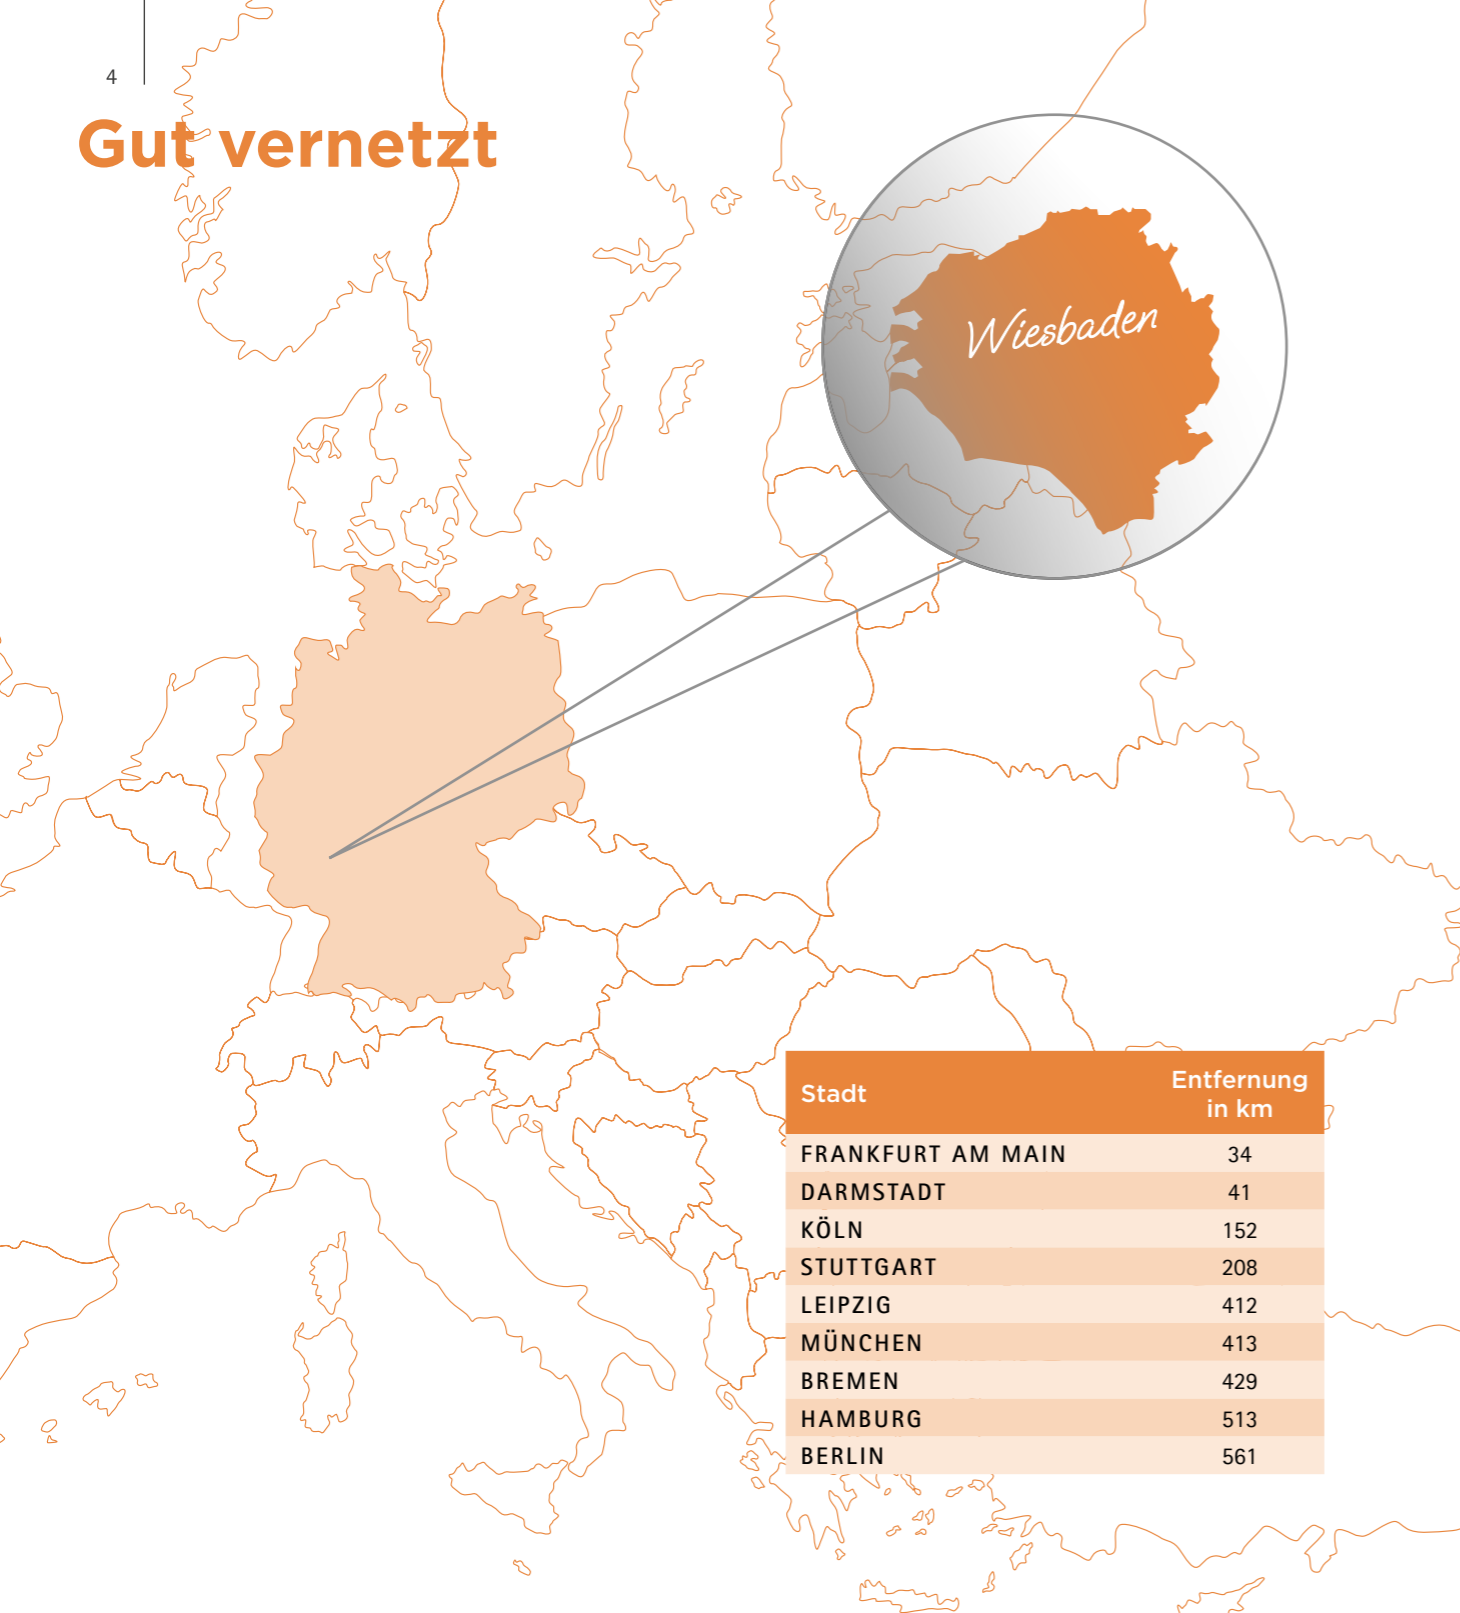 4
Gut vernetzt
Wiesbaden
Stadt Entfernung in km
FRANKFURT AM MAIN 34
DARMSTADT 41
KÖLN 152
STUTTGART 208
LEIPZIG 412
MÜNCHEN 413
BREMEN 429
HAMBURG 513
BERLIN 561